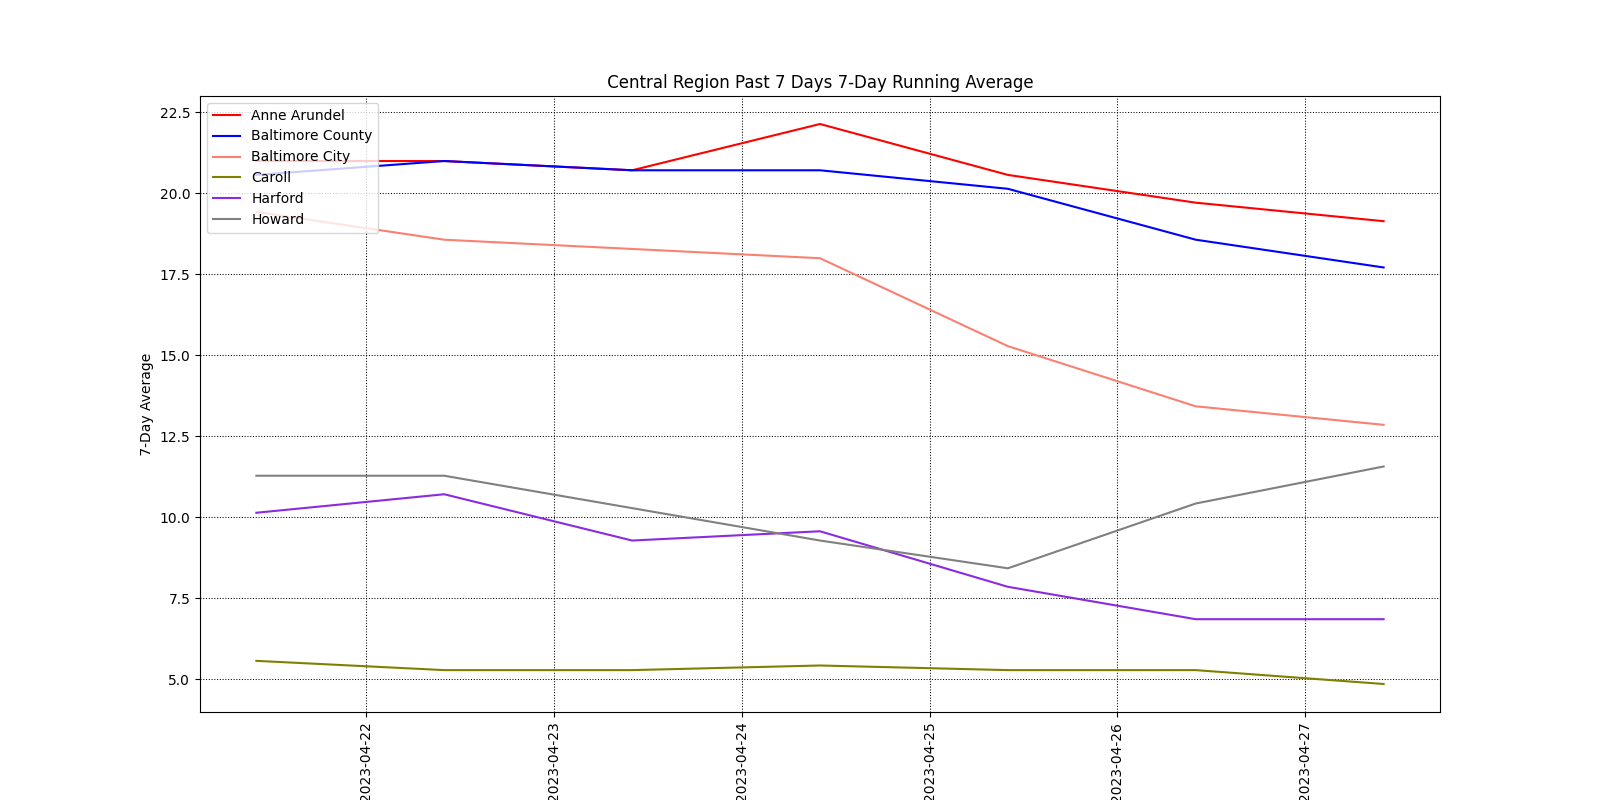 Central Region Past 7 Days 7-Day Running Average
Anne Arundel
Baltimore County
Baltimore City
Caroll
Harford
Howard
7-Day Average
22.5
20.0
17.5
15.0
12.5
10.0
7.5
5.0
2023-04-22
2023-04-23
2023-04-24
2023-04-25
2023-04-26
2023-04-27